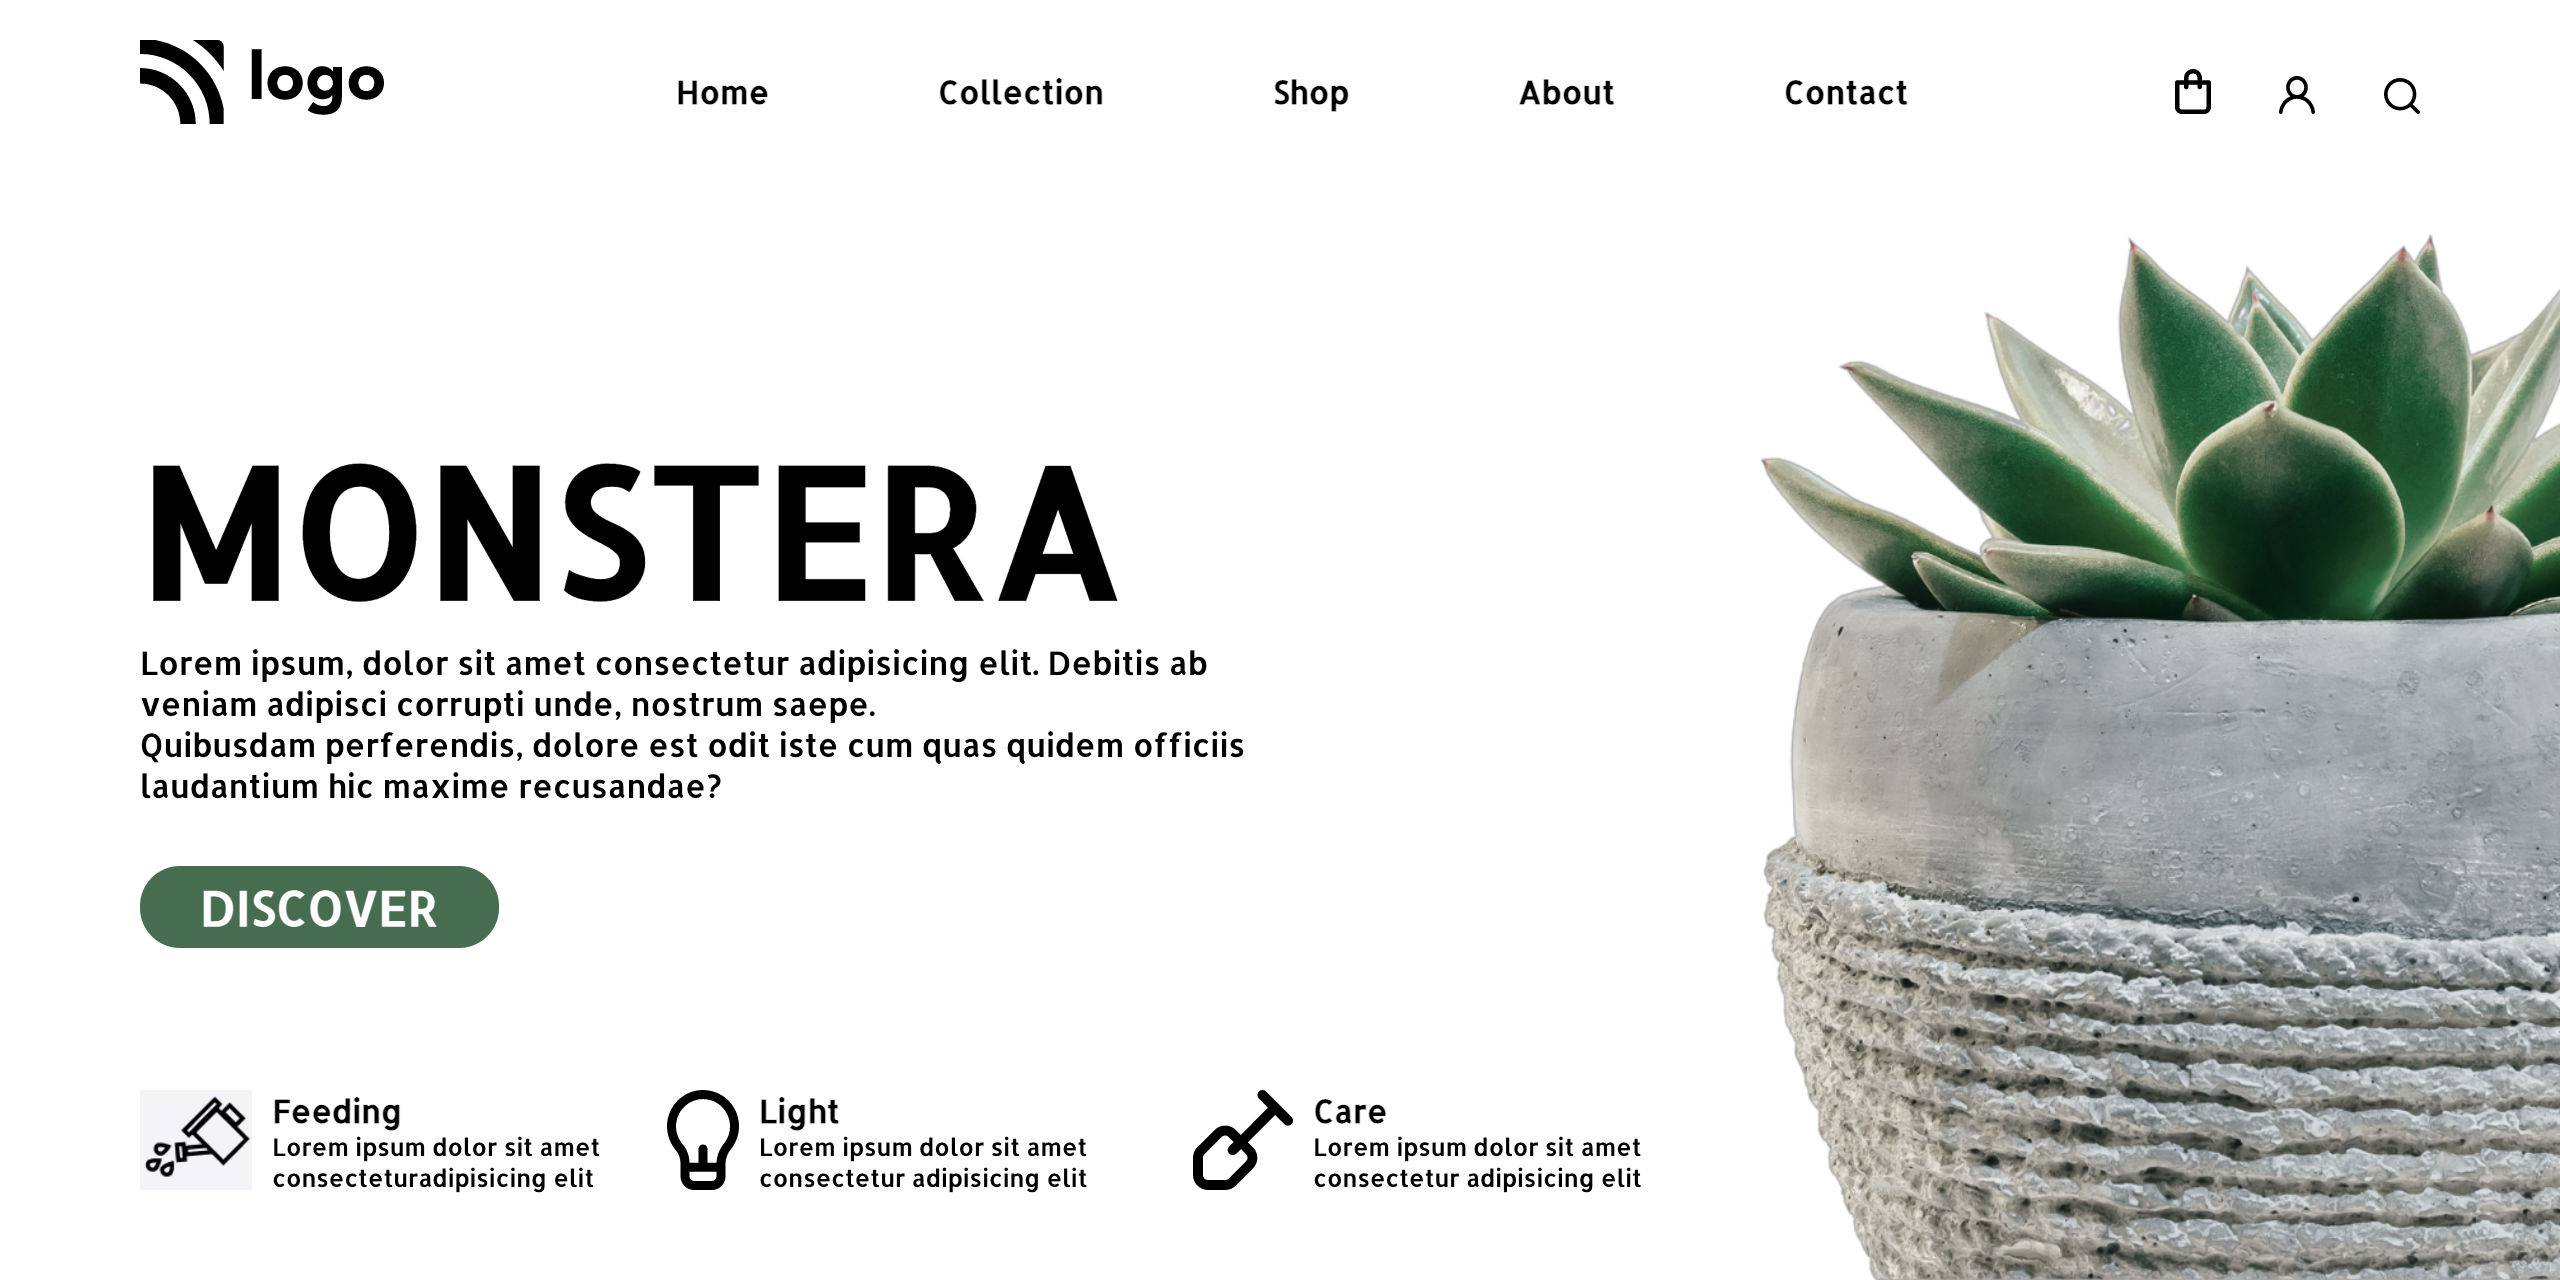 logo
Home
Collection
Shop
About
Contact
MONSTERA
Lorem ipsum, dolor sit amet consectetur adipisicing elit. Debitis ab
veniam adipisci corrupti unde, nostrum saepe.
Quibusdam perferendis, dolore est odit iste cum quas quidem officiis
laudantium hic maxime recusandae?
DISCOVER
Feeding
Lorem ipsum dolor sit amet
consecteturadipisicing elit
Light
Lorem ipsum dolor sit amet
consectetur adipisicing elit
Care
Lorem ipsum dolor sit amet
consectetur adipisicing elit